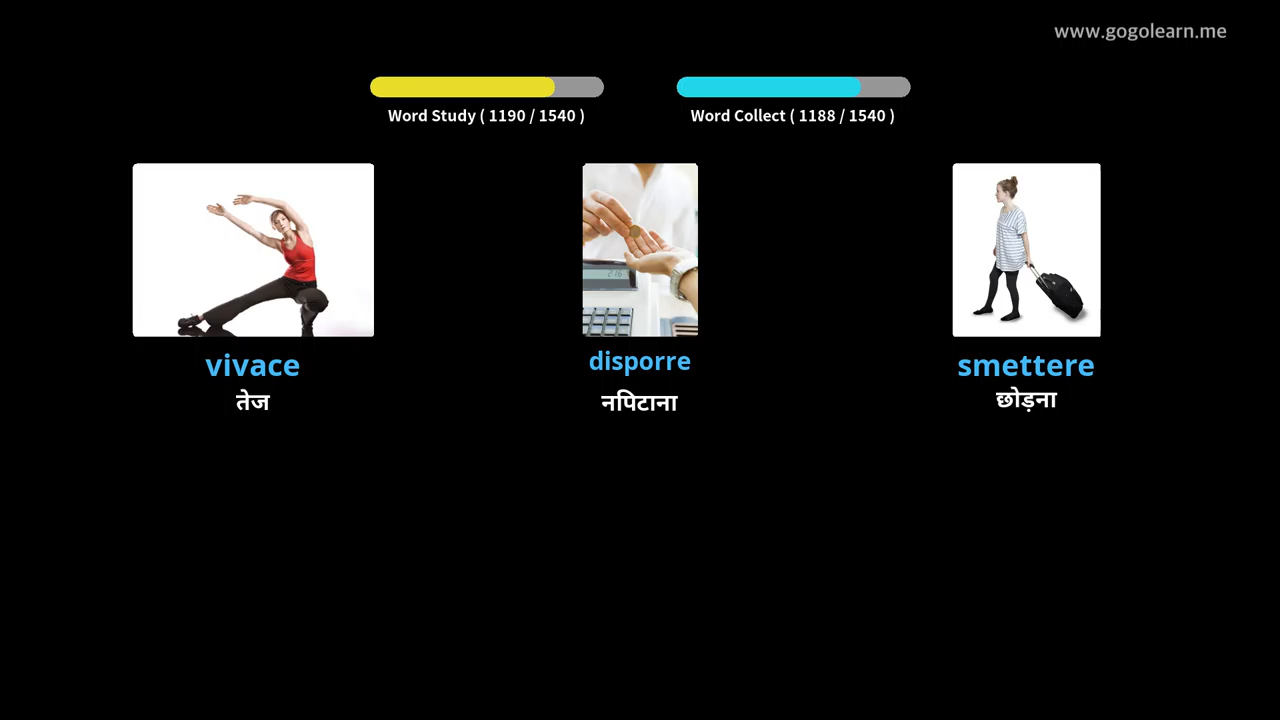 www.gogolearn.me
Word Study ( 1190 / 1540 )
Word Collect ( 1188 / 1540 )
vivace
disporre
smettere
तेज
नपिटाना
छोड़ना